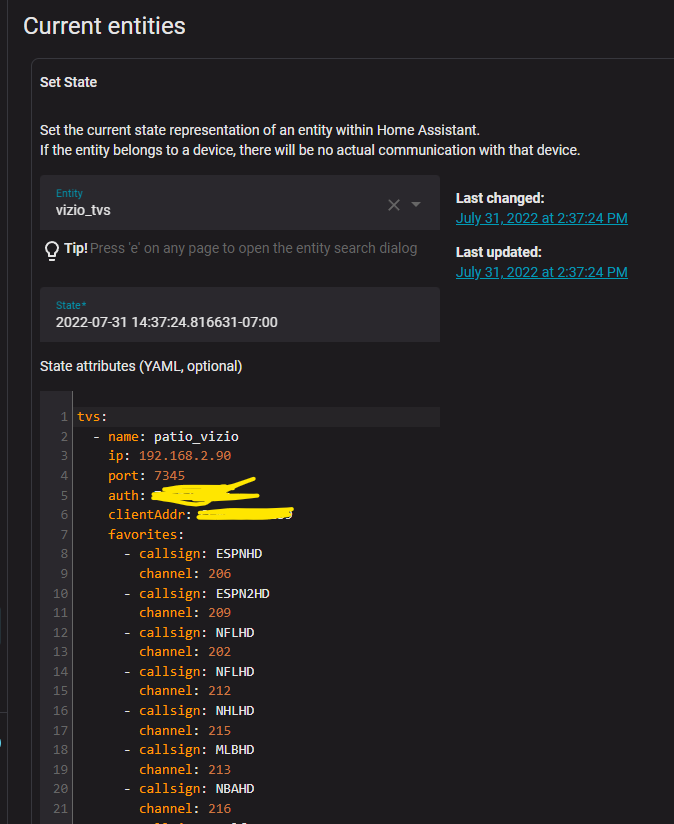 Current entities
Set State
Set the current state representation of an entity within Home Assistant.
If the entity belongs to a device, there will be no actual communication with that device.
Entity
vizio_tvs
Last changed:
July 31, 2022 at 2:37:24 PM
Tip! Press 'e' on any page to open the entity search dialog
Last updated:
July 31, 2022 at 2:37:24 PM
State*
2022-07-31 14:37:24.816631-07:00
State attributes (YAML, optional)
1 tvs:
2 - name: patio_vizio
3 ip: 192.168.2.90
4 port: 7345
5 auth:
6 clientAddr:
7 favorites:
8 - callsign: ESPNHD
9 channel: 206
10 - callsign: ESPN2HD
11 channel: 209
12 - callsign: NFLHD
13 channel: 202
14 - callsign: NFLHD
15 channel: 212
16 - callsign: NHLHD
17 channel: 215
18 - callsign: MLBHD
19 channel: 213
20 - callsign: NBAHD
21 channel: 216